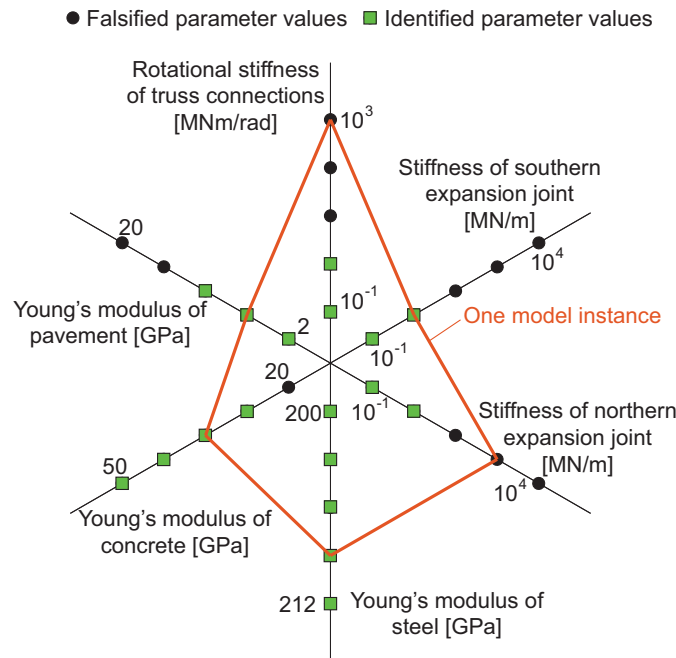 Falsified parameter values Identified parameter values
Rotational stiffness
of truss connections
[MNm/rad]
10³
Stiffness of southern
expansion joint
[MN/m]
10⁴
20
10⁻¹
Young's modulus of
pavement [GPa]
2
10⁻¹
One model instance
20
200
10⁻¹
Stiffness of northern
expansion joint
[MN/m]
10⁴
50
Young's modulus of
concrete [GPa]
212
Young's modulus of
steel [GPa]